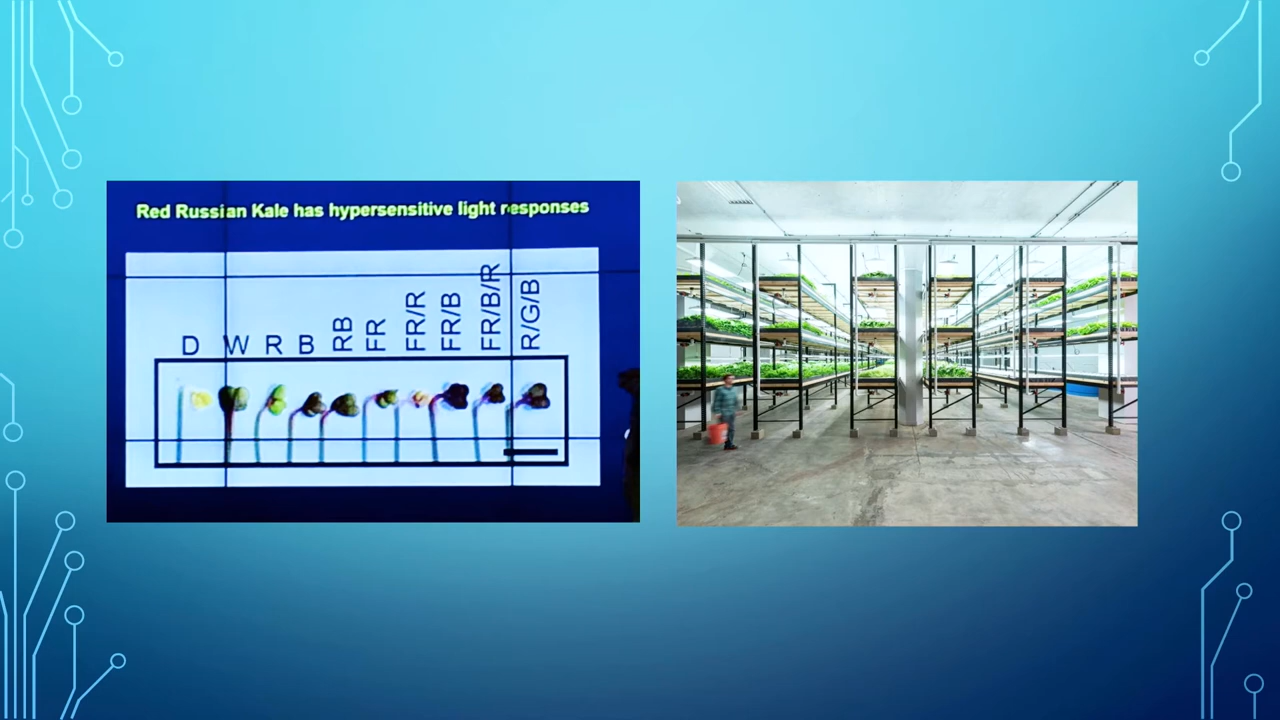 Red Russian Kale has hypersensitive light responses
D W R B RB FR FR/R FR/B FR/B/R R/G/B